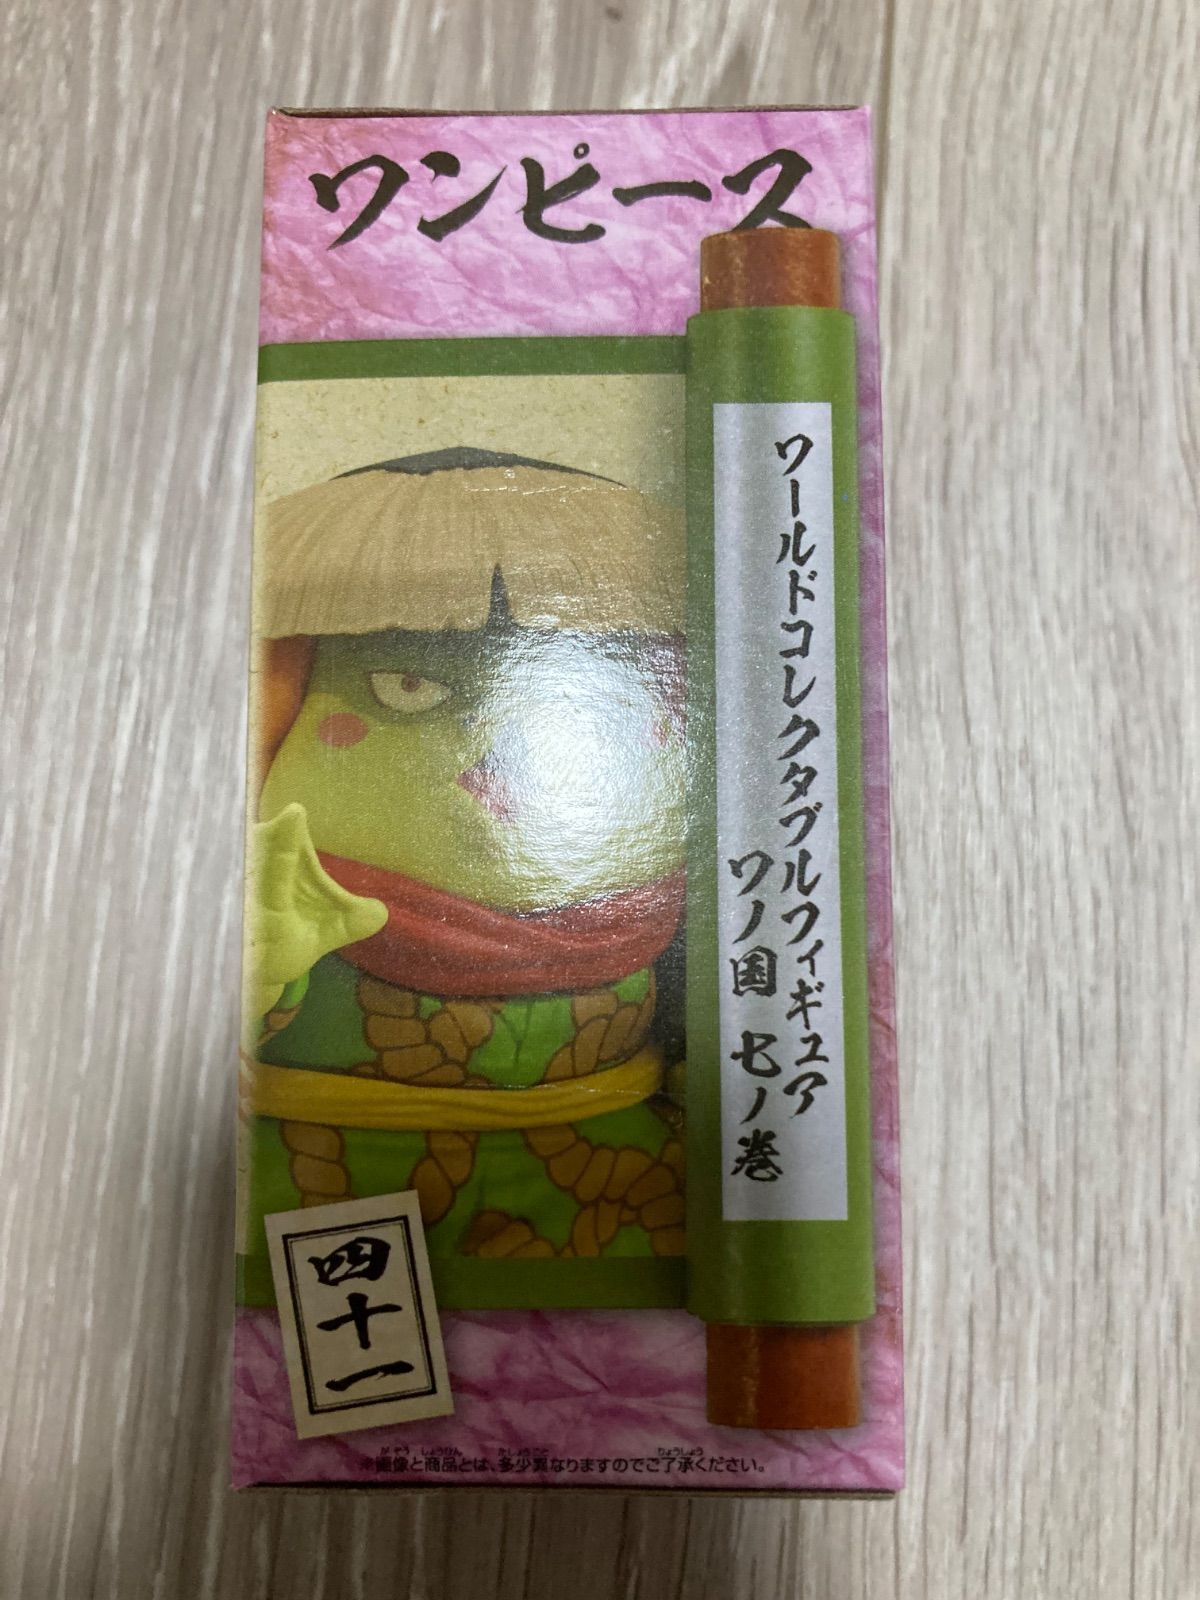 ワンピース
ワールドコレクタブルフィギュア
ワノ国 七ノ巻
四十一
※画像と商品とは、多少異なりますのでご了承ください。